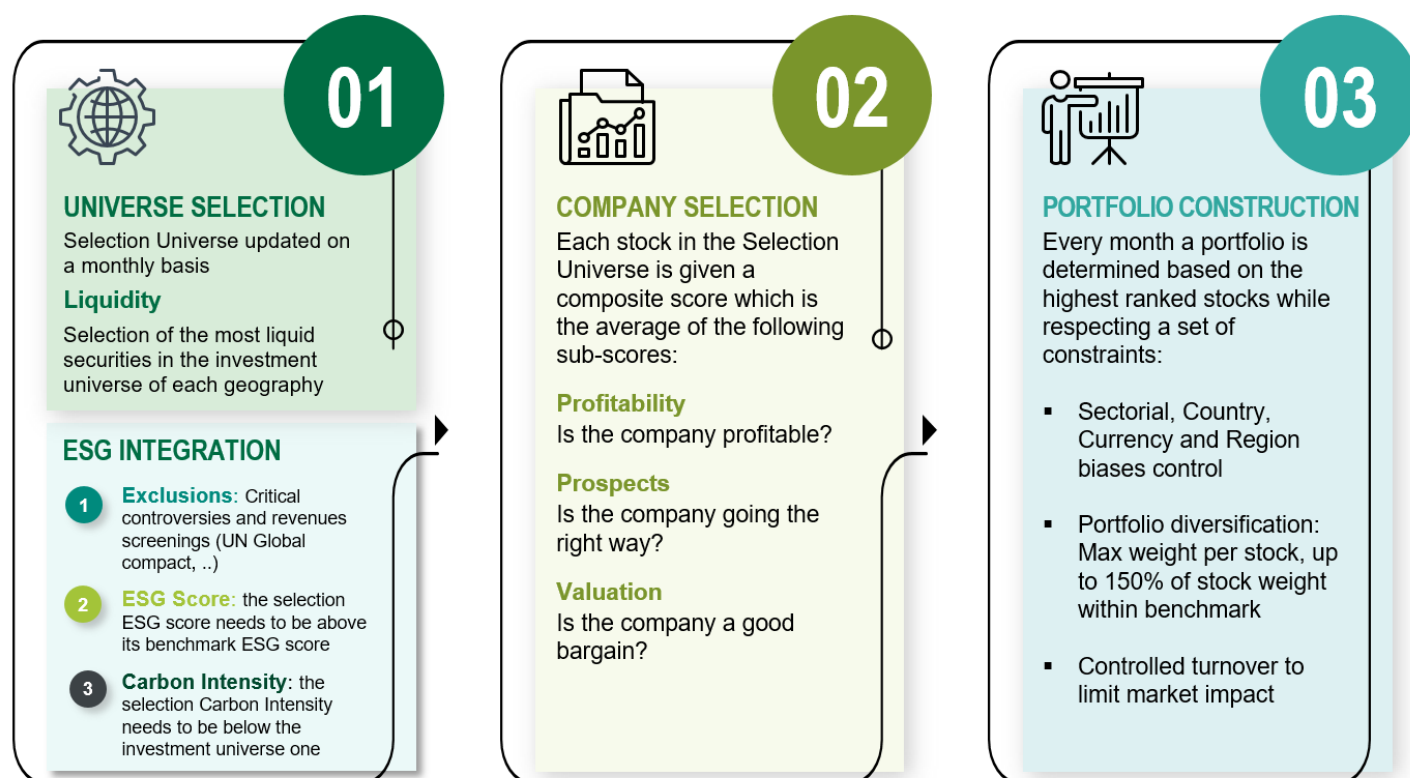 01
UNIVERSE SELECTION
Selection Universe updated on
a monthly basis
Liquidity
Selection of the most liquid
securities in the investment
universe of each geography
ESG INTEGRATION
1
Exclusions: Critical
controversies and revenues
screenings (UN Global
compact, ..)
2
ESG Score: the selection
ESG score needs to be above
its benchmark ESG score
3
Carbon Intensity: the
selection Carbon Intensity
needs to be below the
investment universe one
02
COMPANY SELECTION
Each stock in the Selection
Universe is given a
composite score which is
the average of the following
sub-scores:
Profitability
Is the company profitable?
Prospects
Is the company going the
right way?
Valuation
Is the company a good
bargain?
03
PORTFOLIO CONSTRUCTION
Every month a portfolio is
determined based on the
highest ranked stocks while
respecting a set of
constraints:
▪ Sectorial, Country,
Currency and Region
biases control
▪ Portfolio diversification:
Max weight per stock, up
to 150% of stock weight
within benchmark
▪ Controlled turnover to
limit market impact